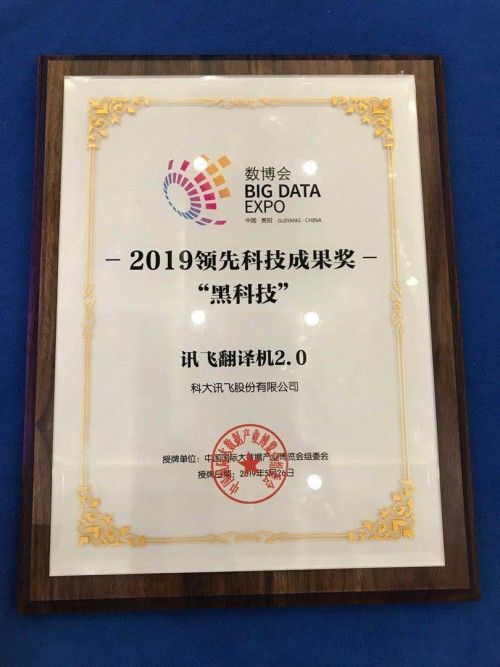 数博会
BIG DATA
EXPO
中国·贵阳 GUIYANG·CHINA
－2019领先科技成果奖－
“黑科技”
讯飞翻译机2.0
科大讯飞股份有限公司
授牌单位：中国国际大数据产业博览会组委会
授牌日期：2019年5月26日